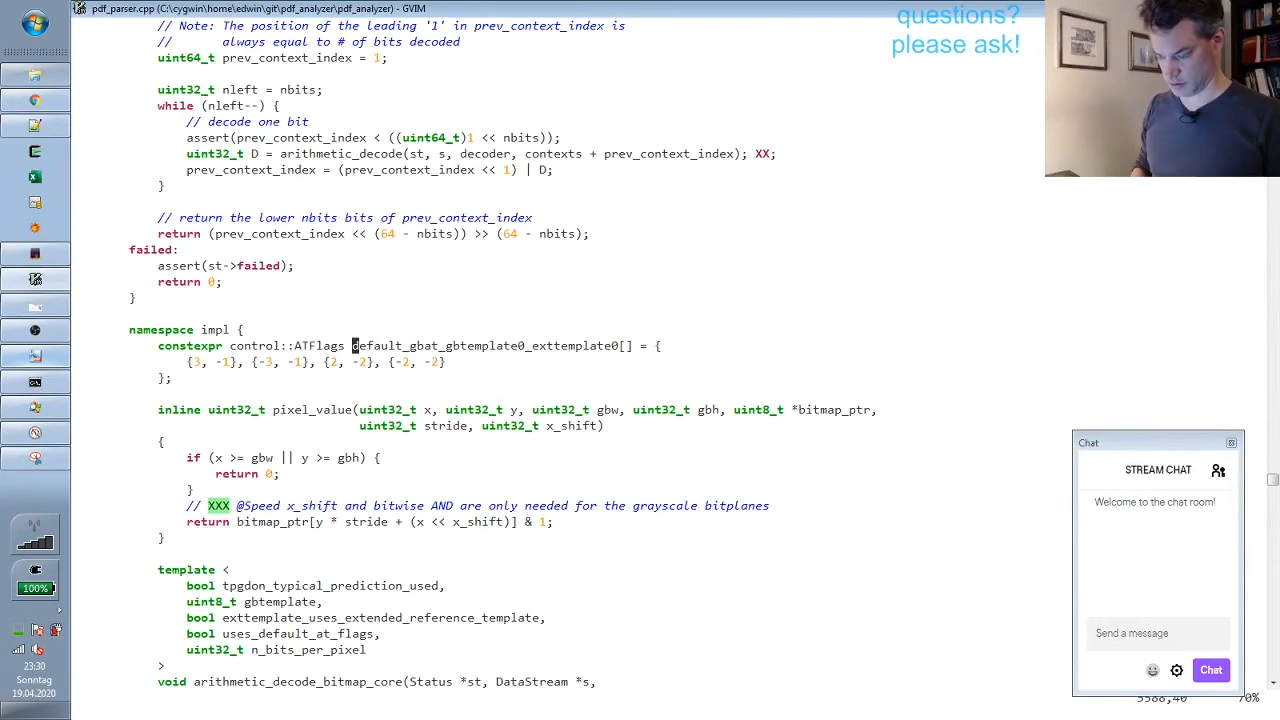 pdf_parser.cpp (C:\cygwin\home\edwin\git\pdf_analyzer\pdf_analyzer) - GVIM
questions?
please ask!
// Note: The position of the leading '1' in prev_context_index is
//       always equal to # of bits decoded
uint64_t prev_context_index = 1;
uint32_t nleft = nbits;
while (nleft--) {
// decode one bit
assert(prev_context_index < ((uint64_t)1 << nbits));
uint32_t D = arithmetic_decode(st, s, decoder, contexts + prev_context_index); XX;
prev_context_index = (prev_context_index << 1) | D;
}
// return the lower nbits bits of prev_context_index
return (prev_context_index << (64 - nbits)) >> (64 - nbits);
failed:
assert(st->failed);
return 0;
}
namespace impl {
constexpr control::ATFlags default_gbat_gbtemplate0_exttemplate0[] = {
{3, -1}, {-3, -1}, {2, -2}, {-2, -2}
};
inline uint32_t pixel_value(uint32_t x, uint32_t y, uint32_t gbw, uint32_t gbh, uint8_t *bitmap_ptr,
uint32_t stride, uint32_t x_shift)
{
if (x >= gbw || y >= gbh) {
return 0;
}
// XXX @Speed x_shift and bitwise AND are only needed for the grayscale bitplanes
return bitmap_ptr[y * stride + (x << x_shift)] & 1;
}
template <
bool tpgdon_typical_prediction_used,
uint8_t gbtemplate,
bool exttemplate_uses_extended_reference_template,
bool uses_default_at_flags,
uint32_t n_bits_per_pixel
>
void arithmetic_decode_bitmap_core(Status *st, DataStream *s,
5588,40
70%
Chat
STREAM CHAT
Welcome to the chat room!
Send a message
Chat
100%
23:30
Sonntag
19.04.2020